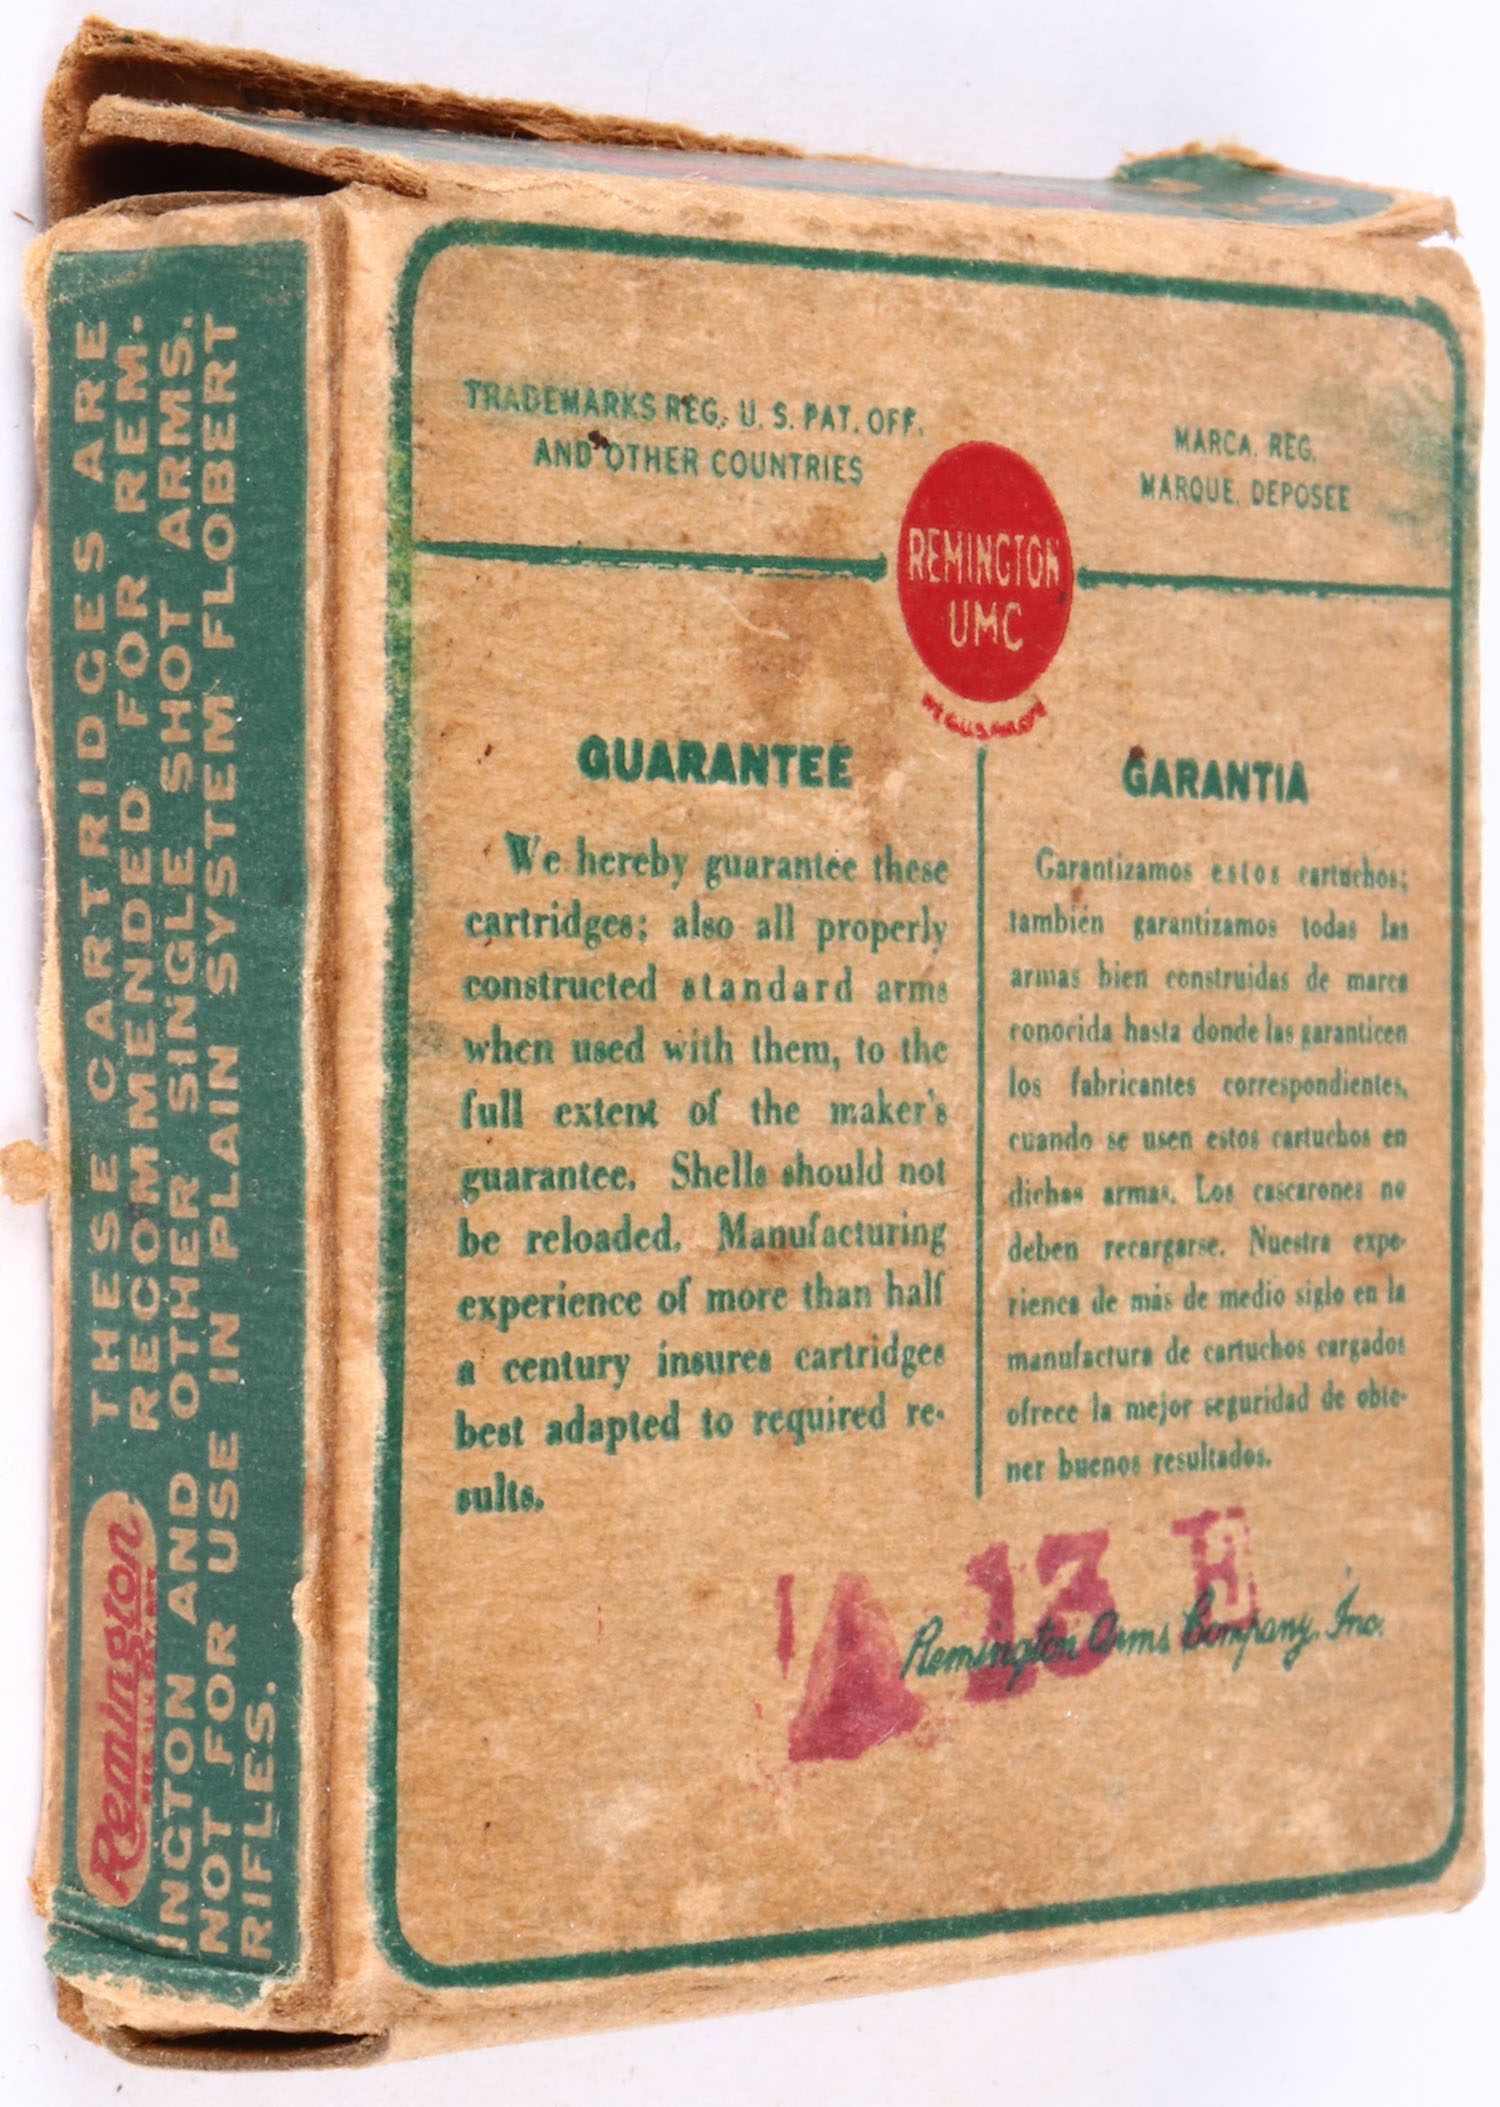 THESE CARTRIDGES ARE
Remington RECOMMENDED FOR REM-
INGTON AND OTHER SINGLE SHOT ARMS.
NOT FOR USE IN PLAIN SYSTEM FLOBERT
RIFLES.
TRADEMARKS REG. U. S. PAT. OFF.
AND OTHER COUNTRIES
MARCA. REG.
MARQUE. DEPOSEE
REMINGTON
UMC
GUARANTEE
We hereby guarantee these
cartridges; also all properly
constructed standard arms
when used with them, to the
full extent of the maker's
guarantee. Shells should not
be reloaded. Manufacturing
experience of more than half
a century insures cartridges
best adapted to required re-
sults.
GARANTIA
Garantizamos estos cartuchos;
también garantizamos todas las
armas bien construidas de marca
conocida hasta donde las garanticen
los fabricantes correspondientes,
cuando se usen estos cartuchos en
dichas armas. Los cascarones no
deben recargarse. Nuestra expe-
rienca de más de medio siglo en la
manufactura de cartuchos cargados
ofrece la mejor seguridad de obte-
ner buenos resultados.
13 E
Remington Arms Company, Inc.